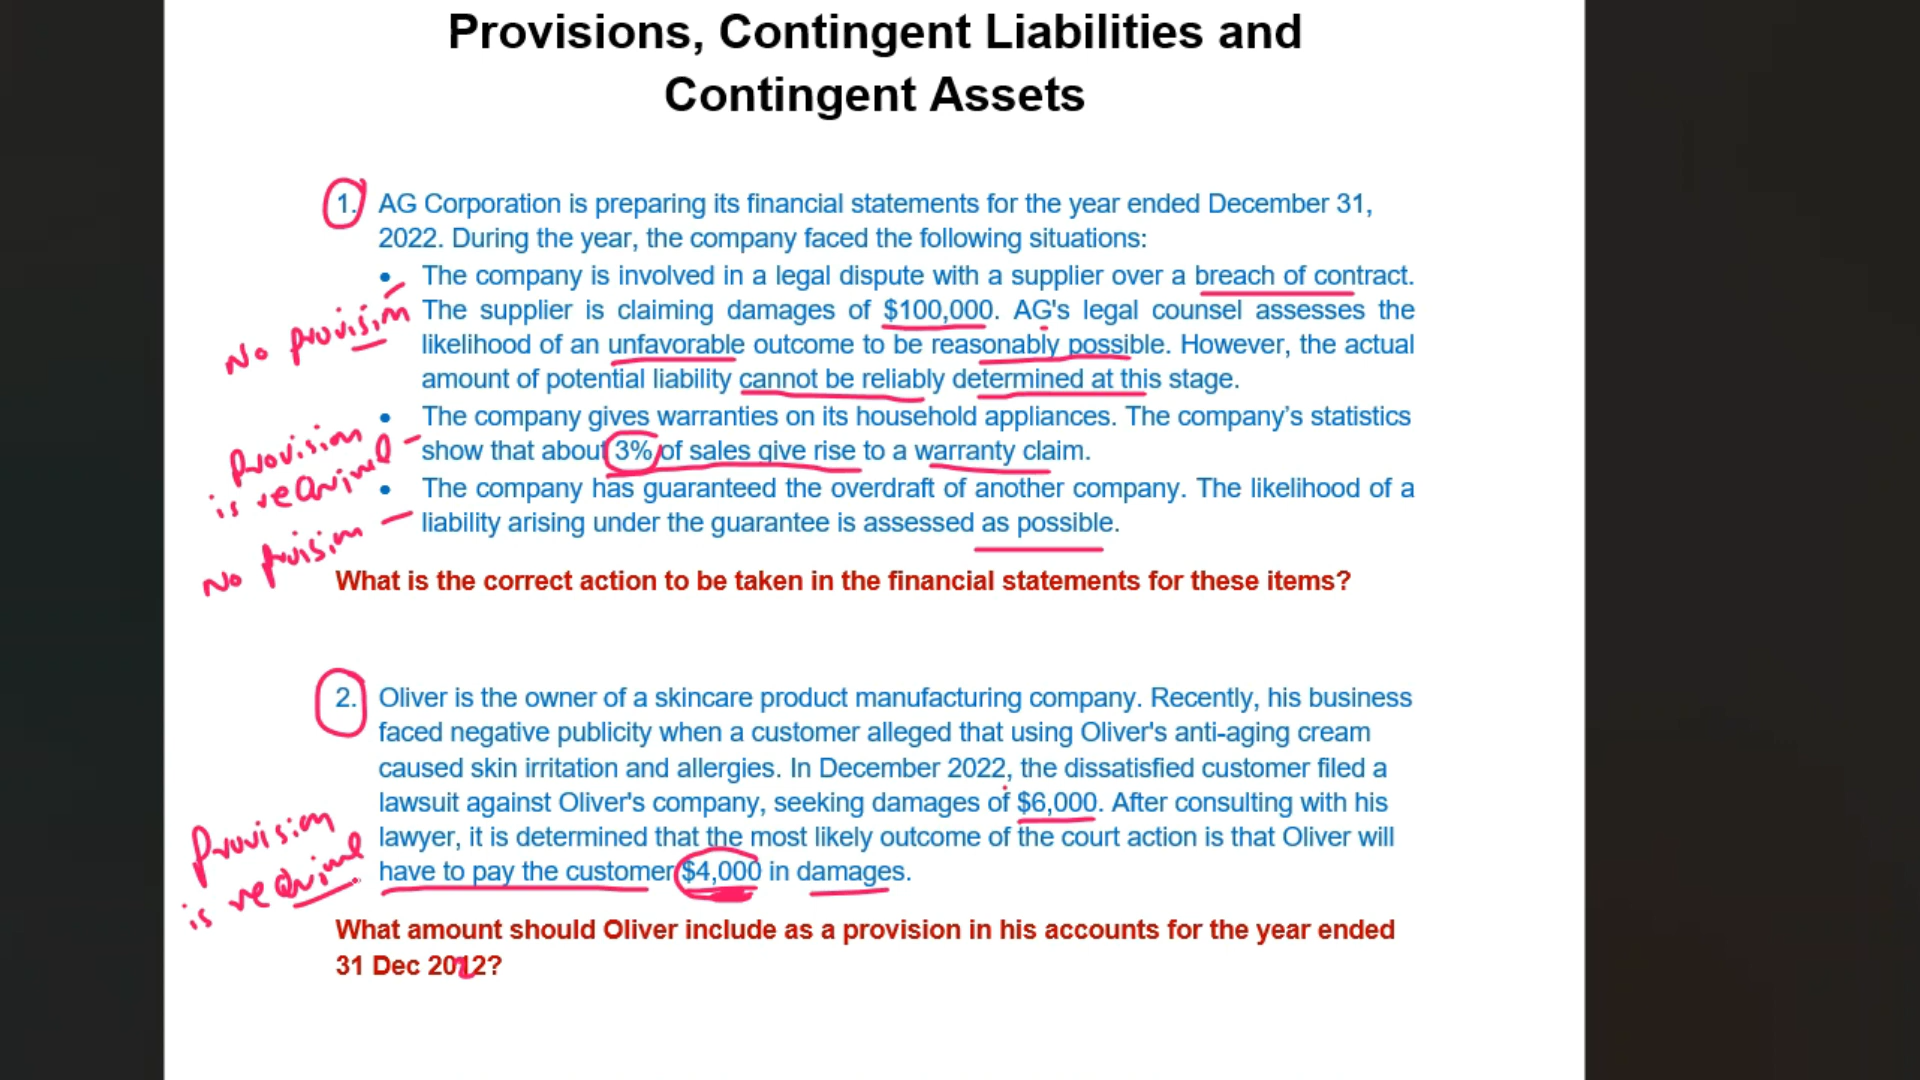 Provisions, Contingent Liabilities and
Contingent Assets
1. AG Corporation is preparing its financial statements for the year ended December 31,
2022. During the year, the company faced the following situations:
• The company is involved in a legal dispute with a supplier over a breach of contract.
The supplier is claiming damages of $100,000. AG's legal counsel assesses the
likelihood of an unfavorable outcome to be reasonably possible. However, the actual
amount of potential liability cannot be reliably determined at this stage.
No provision
• The company gives warranties on its household appliances. The company's statistics
show that about 3% of sales give rise to a warranty claim.
Provision
is required
• The company has guaranteed the overdraft of another company. The likelihood of a
liability arising under the guarantee is assessed as possible.
No provision
What is the correct action to be taken in the financial statements for these items?
2. Oliver is the owner of a skincare product manufacturing company. Recently, his business
faced negative publicity when a customer alleged that using Oliver's anti-aging cream
caused skin irritation and allergies. In December 2022, the dissatisfied customer filed a
lawsuit against Oliver's company, seeking damages of $6,000. After consulting with his
lawyer, it is determined that the most likely outcome of the court action is that Oliver will
have to pay the customer $4,000 in damages.
Provision
is required
What amount should Oliver include as a provision in his accounts for the year ended
31 Dec 2022?